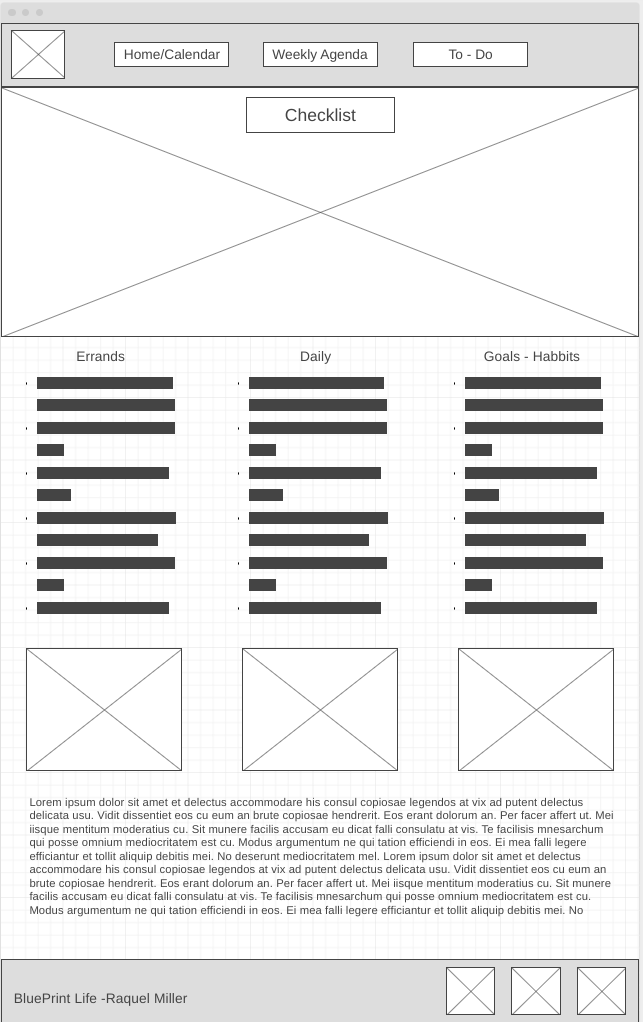 Home/Calendar
Weekly Agenda
To - Do
Checklist
Errands
Daily
Goals - Habbits
Lorem ipsum dolor sit amet et delectus accommodare his consul copiosae legendos at vix ad putent delectus
delicata usu. Vidit dissentiet eos cu eum an brute copiosae hendrerit. Eos erant dolorum an. Per facer affert ut. Mei
iisque mentitum moderatius cu. Sit munere facilis accusam eu dicat falli consulatu at vis. Te facilisis mnesarchum
qui posse omnium mediocritatem est cu. Modus argumentum ne qui tation efficiendi in eos. Ei mea falli legere
efficiantur et tollit aliquip debitis mei. No deserunt mediocritatem mel. Lorem ipsum dolor sit amet et delectus
accommodare his consul copiosae legendos at vix ad putent delectus delicata usu. Vidit dissentiet eos cu eum an
brute copiosae hendrerit. Eos erant dolorum an. Per facer affert ut. Mei iisque mentitum moderatius cu. Sit munere
facilis accusam eu dicat falli consulatu at vis. Te facilisis mnesarchum qui posse omnium mediocritatem est cu.
Modus argumentum ne qui tation efficiendi in eos. Ei mea falli legere efficiantur et tollit aliquip debitis mei. No
BluePrint Life -Raquel Miller